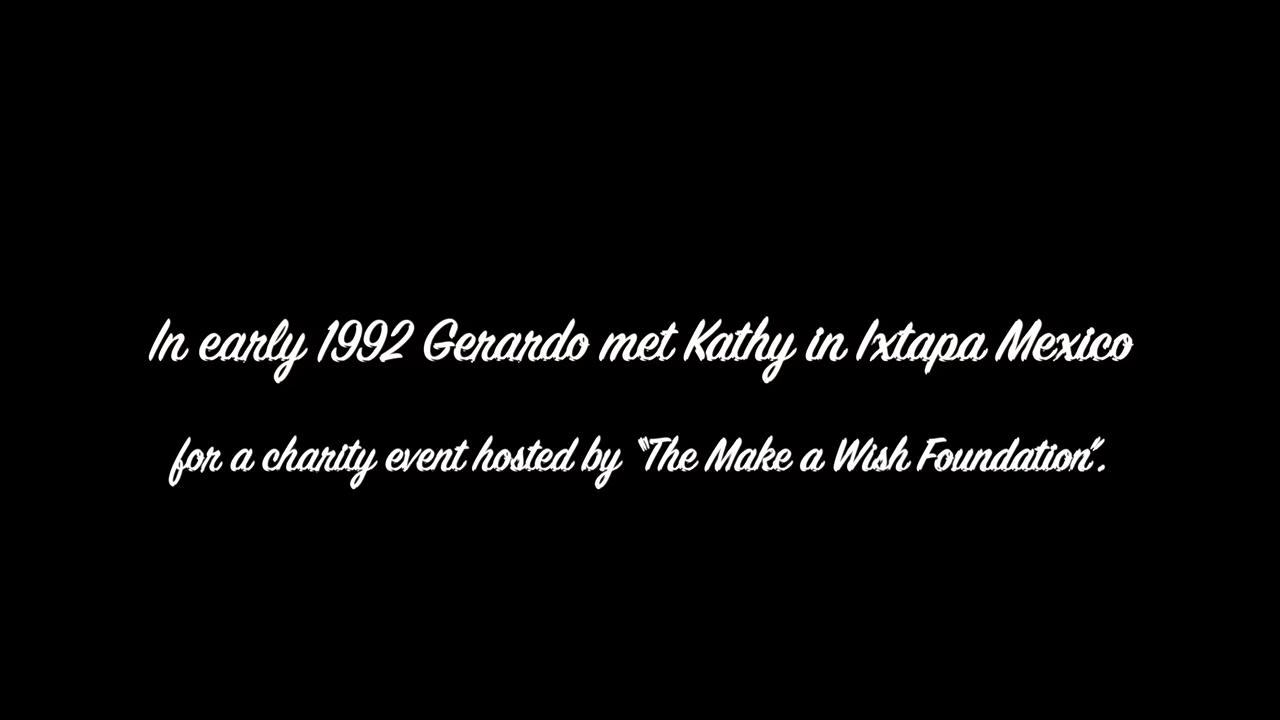 In early 1992 Gerardo met Kathy in Ixtapa Mexico
for a charity event hosted by "The Make a Wish Foundation".